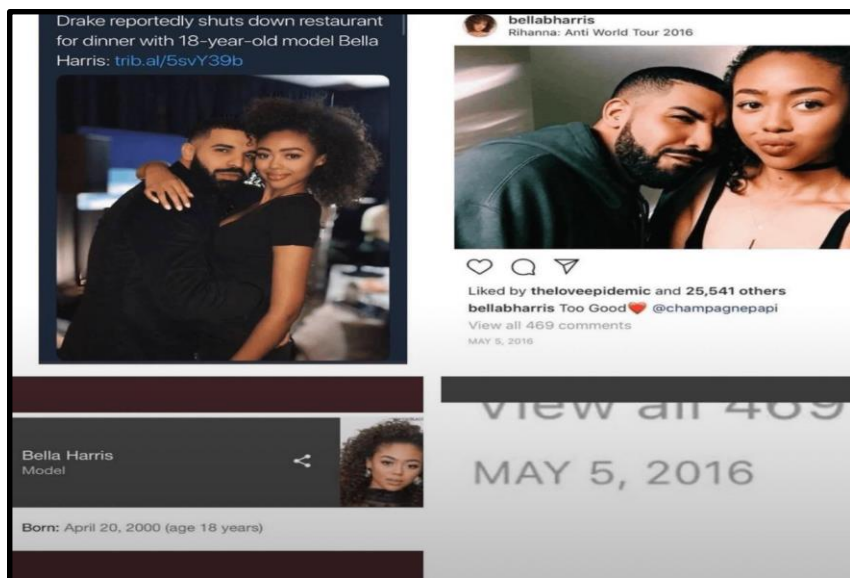 Drake reportedly shuts down restaurant
for dinner with 18-year-old model Bella
Harris: trib.al/5svY39b
bellabharris
Rihanna: Anti World Tour 2016
Liked by theloveepidemic and 25,541 others
bellabharris Too Good❤️ @champagnepapi
View all 469 comments
MAY 5, 2016
Bella Harris
Model
Born: April 20, 2000 (age 18 years)
View all 469
MAY 5, 2016